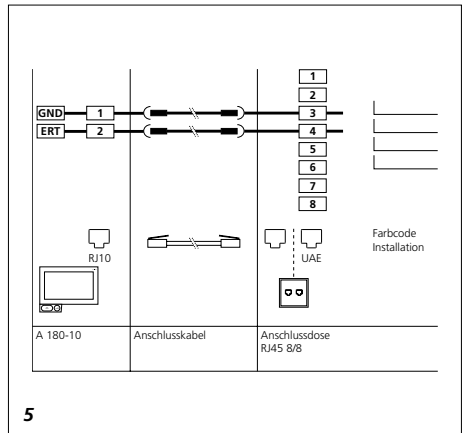 1
2
GND 1 3
ERT 2 4
5
6
7
8
RJ10
UAE
Farbcode
Installation
A 180-10
Anschlusskabel
Anschlussdose
RJ45 8/8
5